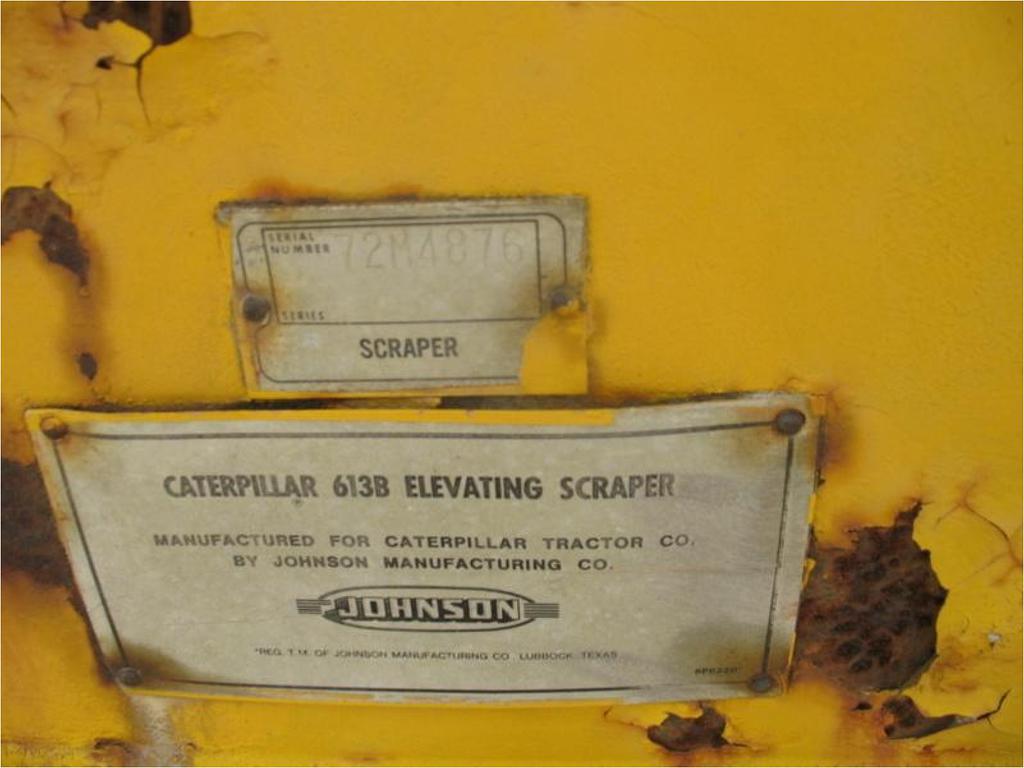 SERIAL
NUMBER 72M4876
SERIES
SCRAPER
CATERPILLAR 613B ELEVATING SCRAPER
MANUFACTURED FOR CATERPILLAR TRACTOR CO.
BY JOHNSON MANUFACTURING CO.
JOHNSON
*REG. T.M. OF JOHNSON MANUFACTURING CO. LUBBOCK, TEXAS